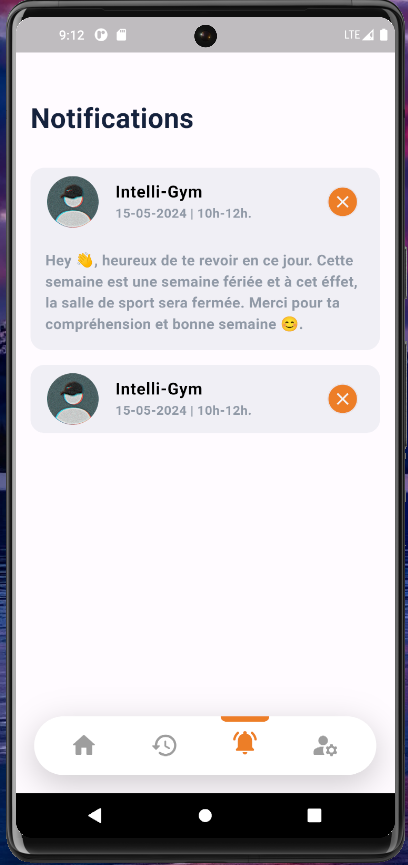 9:12
LTE
Notifications
Intelli-Gym
15-05-2024 | 10h-12h.
Hey 👋, heureux de te revoir en ce jour. Cette
semaine est une semaine fériée et à cet éffet,
la salle de sport sera fermée. Merci pour ta
compréhension et bonne semaine 😊.
Intelli-Gym
15-05-2024 | 10h-12h.